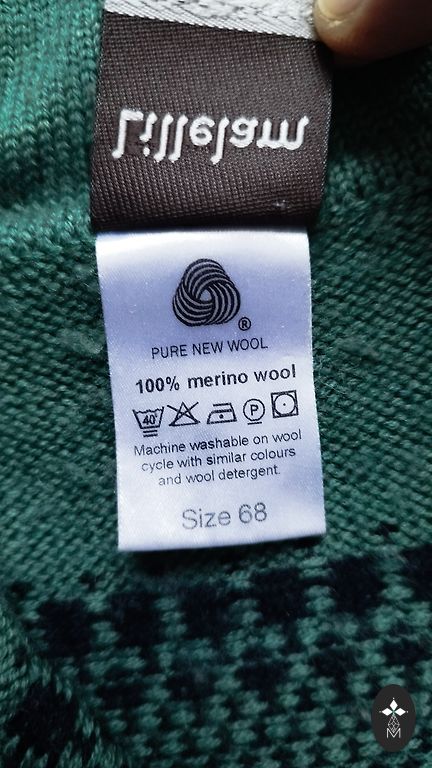 Lillelam
®
PURE NEW WOOL
100% merino wool
40° P
Machine washable on wool
cycle with similar colours
and wool detergent.
Size 68
M